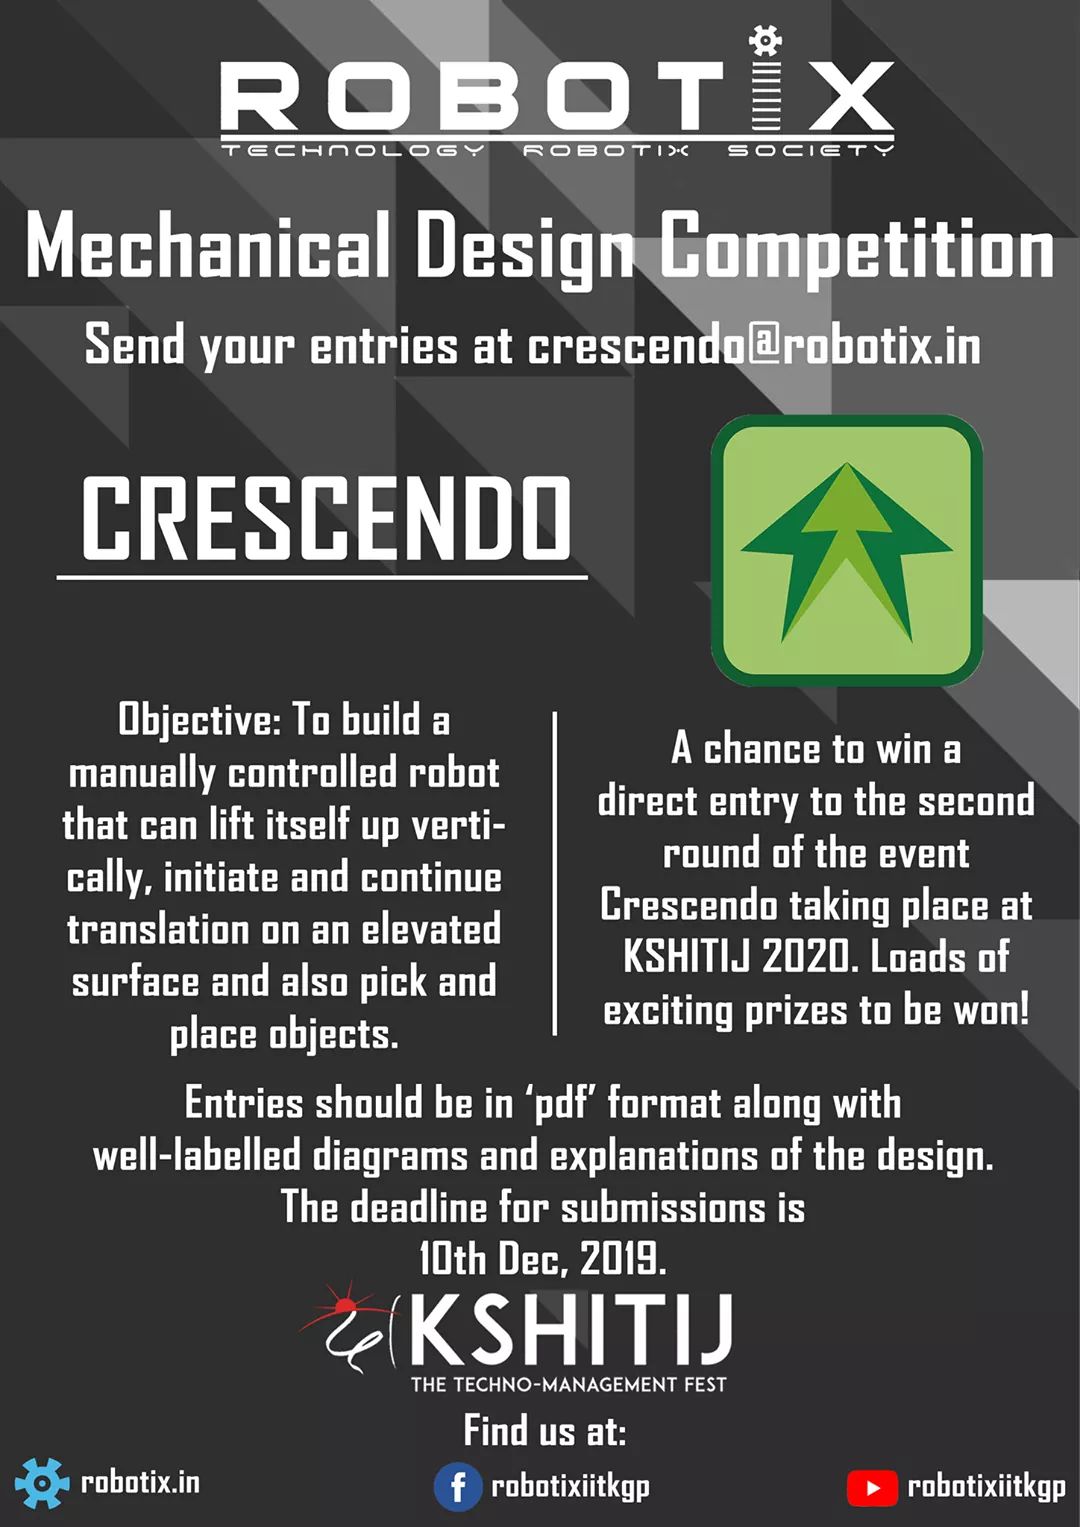 ROBOTIX
TECHNOLOGY ROBOTIX SOCIETY
Mechanical Design Competition
Send your entries at crescendo@robotix.in
CRESCENDO
Objective: To build a
manually controlled robot
that can lift itself up verti-
cally, initiate and continue
translation on an elevated
surface and also pick and
place objects.
A chance to win a
direct entry to the second
round of the event
Crescendo taking place at
KSHITIJ 2020. Loads of
exciting prizes to be won!
Entries should be in ‘pdf’ format along with
well-labelled diagrams and explanations of the design.
The deadline for submissions is
10th Dec, 2019.
KSHITIJ
THE TECHNO-MANAGEMENT FEST
Find us at:
robotix.in
robotixiitkgp
robotixiitkgp